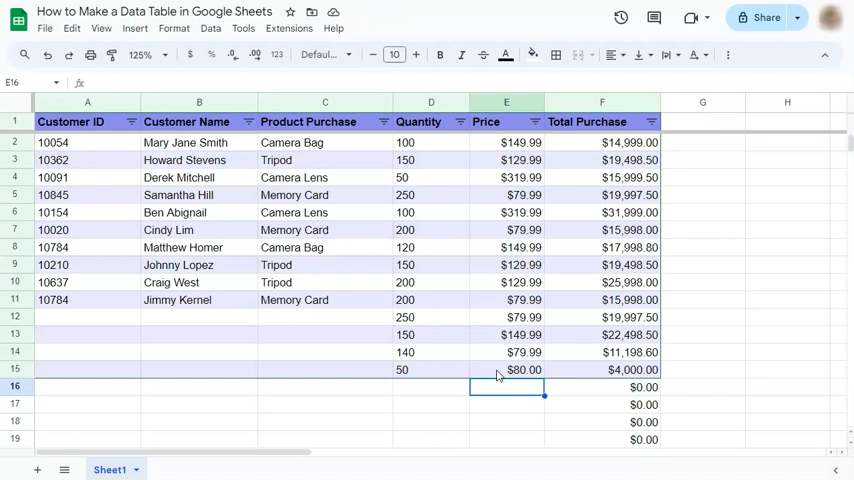 How to Make a Data Table in Google Sheets
File Edit View Insert Format Data Tools Extensions Help
Share
125% $ % .0 .00 123 Defaul... − 10 + B I S A
E16 fx
A B C D E F G H
1 Customer ID Customer Name Product Purchase Quantity Price Total Purchase
2 10054 Mary Jane Smith Camera Bag 100 $149.99 $14,999.00
3 10362 Howard Stevens Tripod 150 $129.99 $19,498.50
4 10091 Derek Mitchell Camera Lens 50 $319.99 $15,999.50
5 10845 Samantha Hill Memory Card 250 $79.99 $19,997.50
6 10154 Ben Abignail Camera Lens 100 $319.99 $31,999.00
7 10020 Cindy Lim Memory Card 200 $79.99 $15,998.00
8 10784 Matthew Homer Camera Bag 120 $149.99 $17,998.80
9 10210 Johnny Lopez Tripod 150 $129.99 $19,498.50
10 10637 Craig West Tripod 200 $129.99 $25,998.00
11 10784 Jimmy Kernel Memory Card 200 $79.99 $15,998.00
12 250 $79.99 $19,997.50
13 150 $149.99 $22,498.50
14 140 $79.99 $11,198.60
15 50 $80.00 $4,000.00
16 $0.00
17 $0.00
18 $0.00
19 $0.00
+ Sheet1